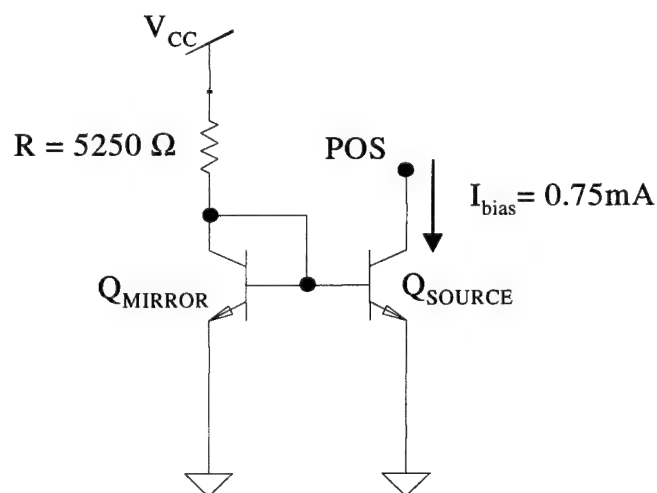 V_CC
R = 5250 Ω
POS
I_bias = 0.75mA
Q_MIRROR
Q_SOURCE